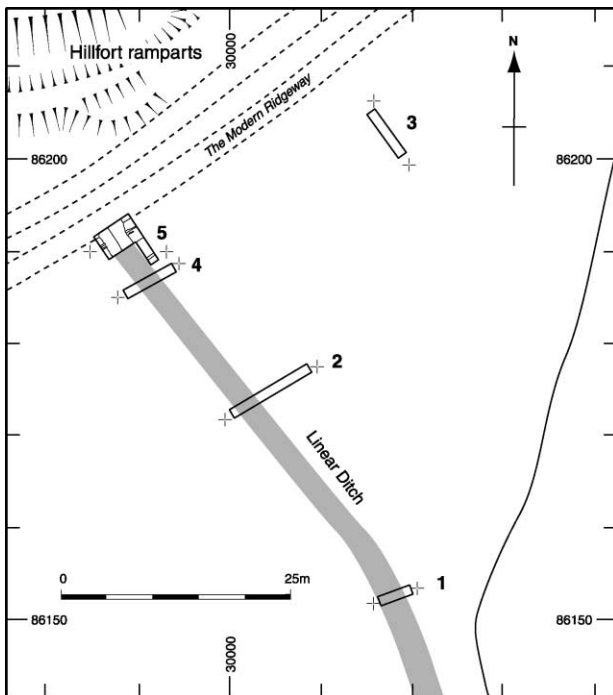 Hillfort ramparts
30000
The Modern Ridgeway
N
3
86200
86200
5
4
2
Linear Ditch
0
25m
1
86150
86150
30000